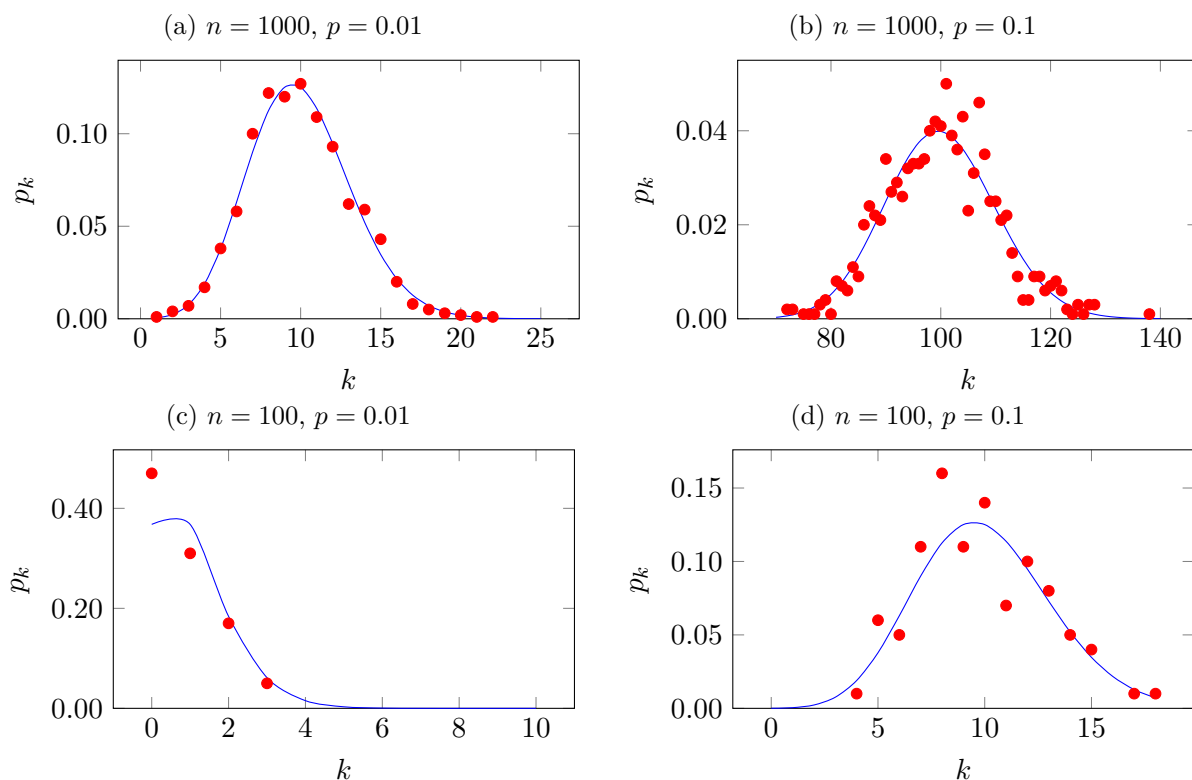 (a) n = 1000, p = 0.01
0.10
0.05
0.00
p_k
0 5 10 15 20 25
k
(b) n = 1000, p = 0.1
0.04
0.02
0.00
p_k
80 100 120 140
k
(c) n = 100, p = 0.01
0.40
0.20
0.00
p_k
0 2 4 6 8 10
k
(d) n = 100, p = 0.1
0.15
0.10
0.05
0.00
p_k
0 5 10 15
k